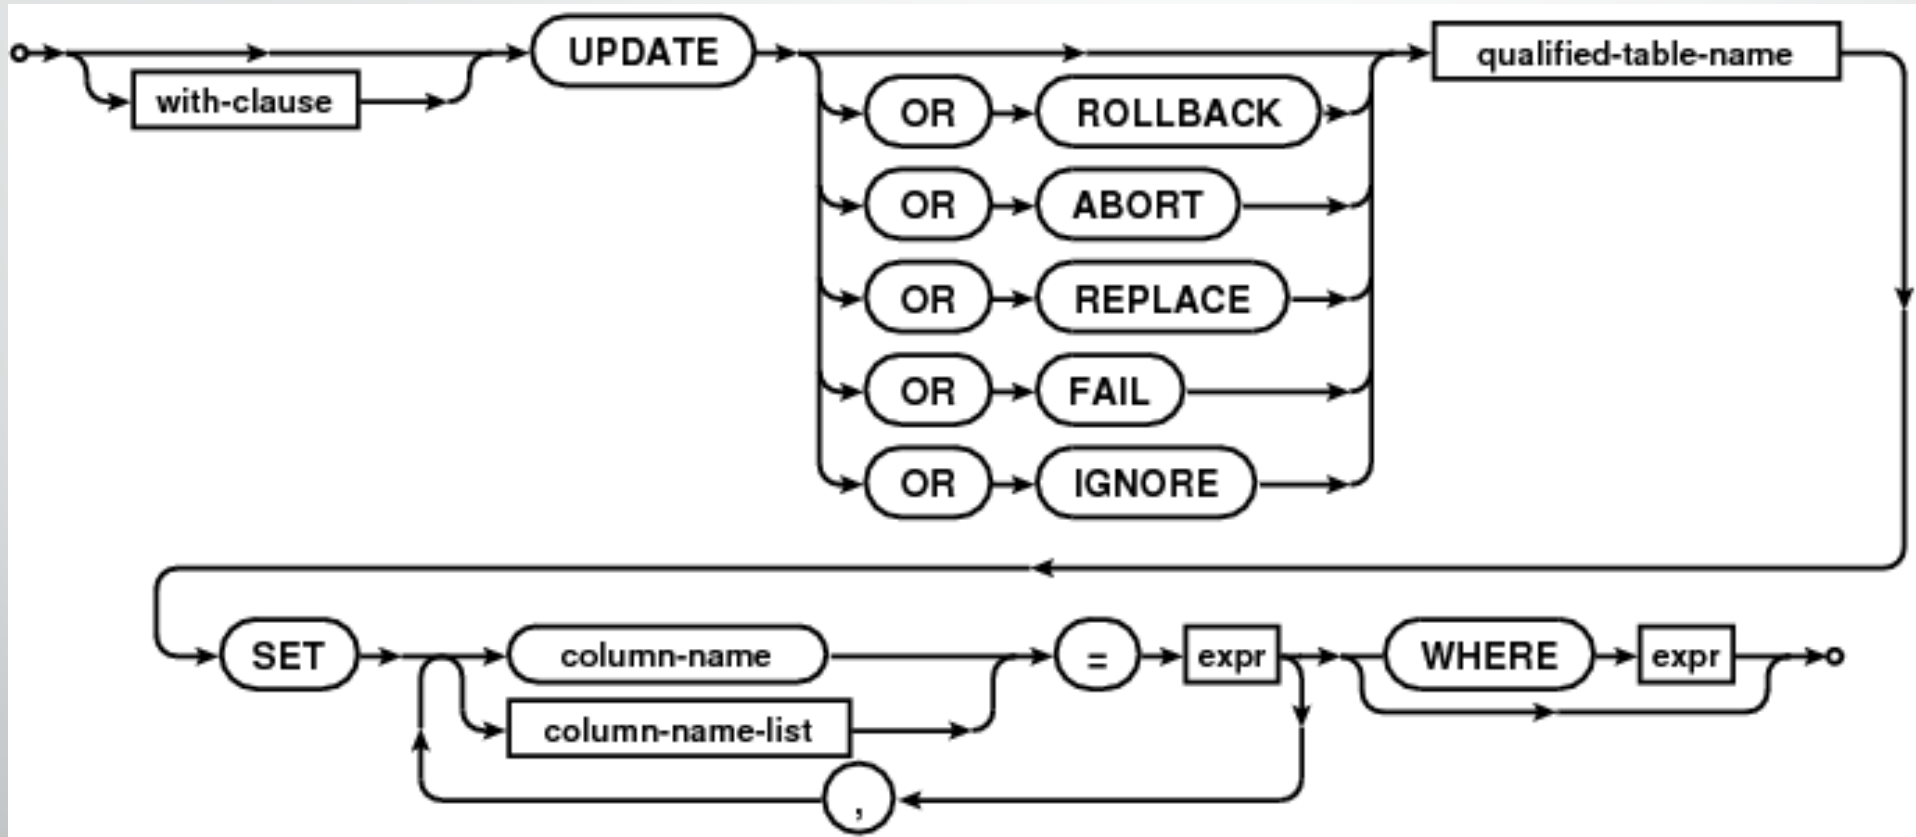 UPDATE qualified-table-name
with-clause
OR ROLLBACK
OR ABORT
OR REPLACE
OR FAIL
OR IGNORE
SET column-name = expr WHERE expr
column-name-list
,